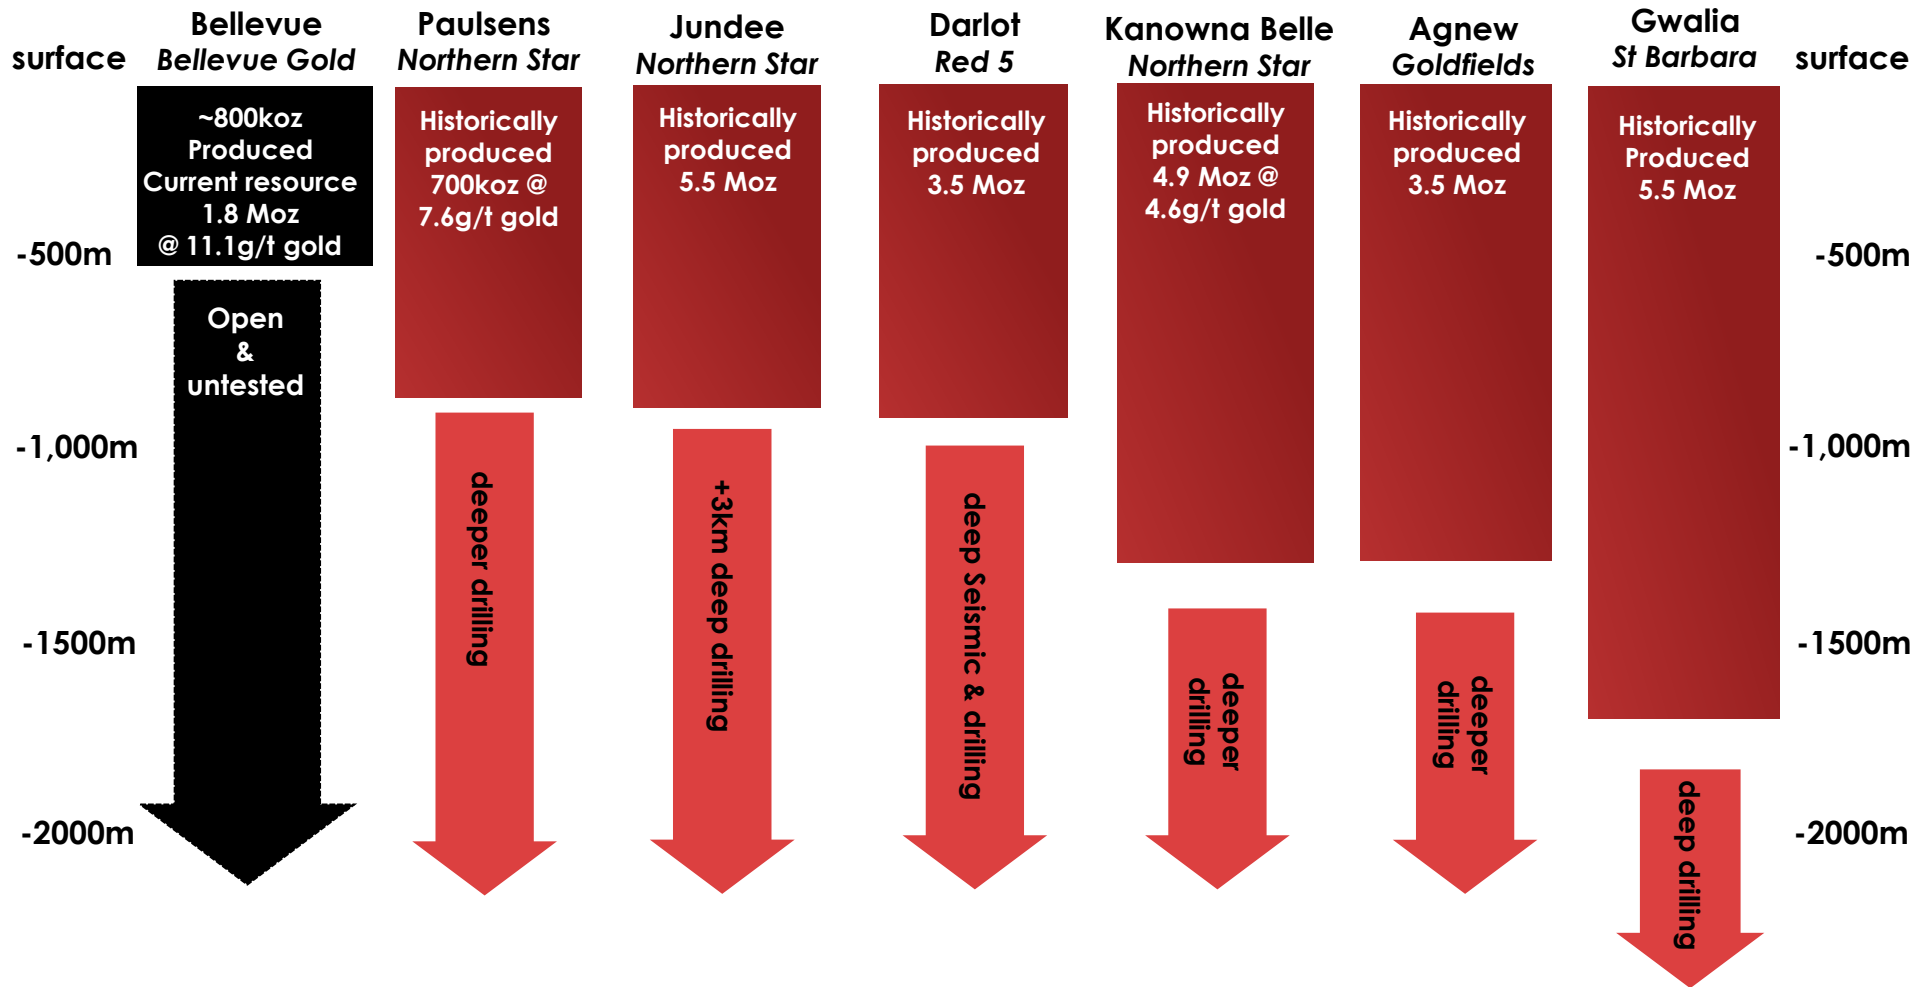 surface
Bellevue
Bellevue Gold
Paulsens
Northern Star
Jundee
Northern Star
Darlot
Red 5
Kanowna Belle
Northern Star
Agnew
Goldfields
Gwalia
St Barbara
surface
~800koz
Produced
Current resource
1.8 Moz
@ 11.1g/t gold
Historically
produced
700koz @
7.6g/t gold
Historically
produced
5.5 Moz
Historically
produced
3.5 Moz
Historically
produced
4.9 Moz @
4.6g/t gold
Historically
produced
3.5 Moz
Historically
Produced
5.5 Moz
-500m
-500m
Open
&
untested
-1,000m
-1,000m
deeper drilling
+3km deep drilling
deep Seismic & drilling
deeper
drilling
deeper
drilling
deep drilling
-1500m
-1500m
-2000m
-2000m